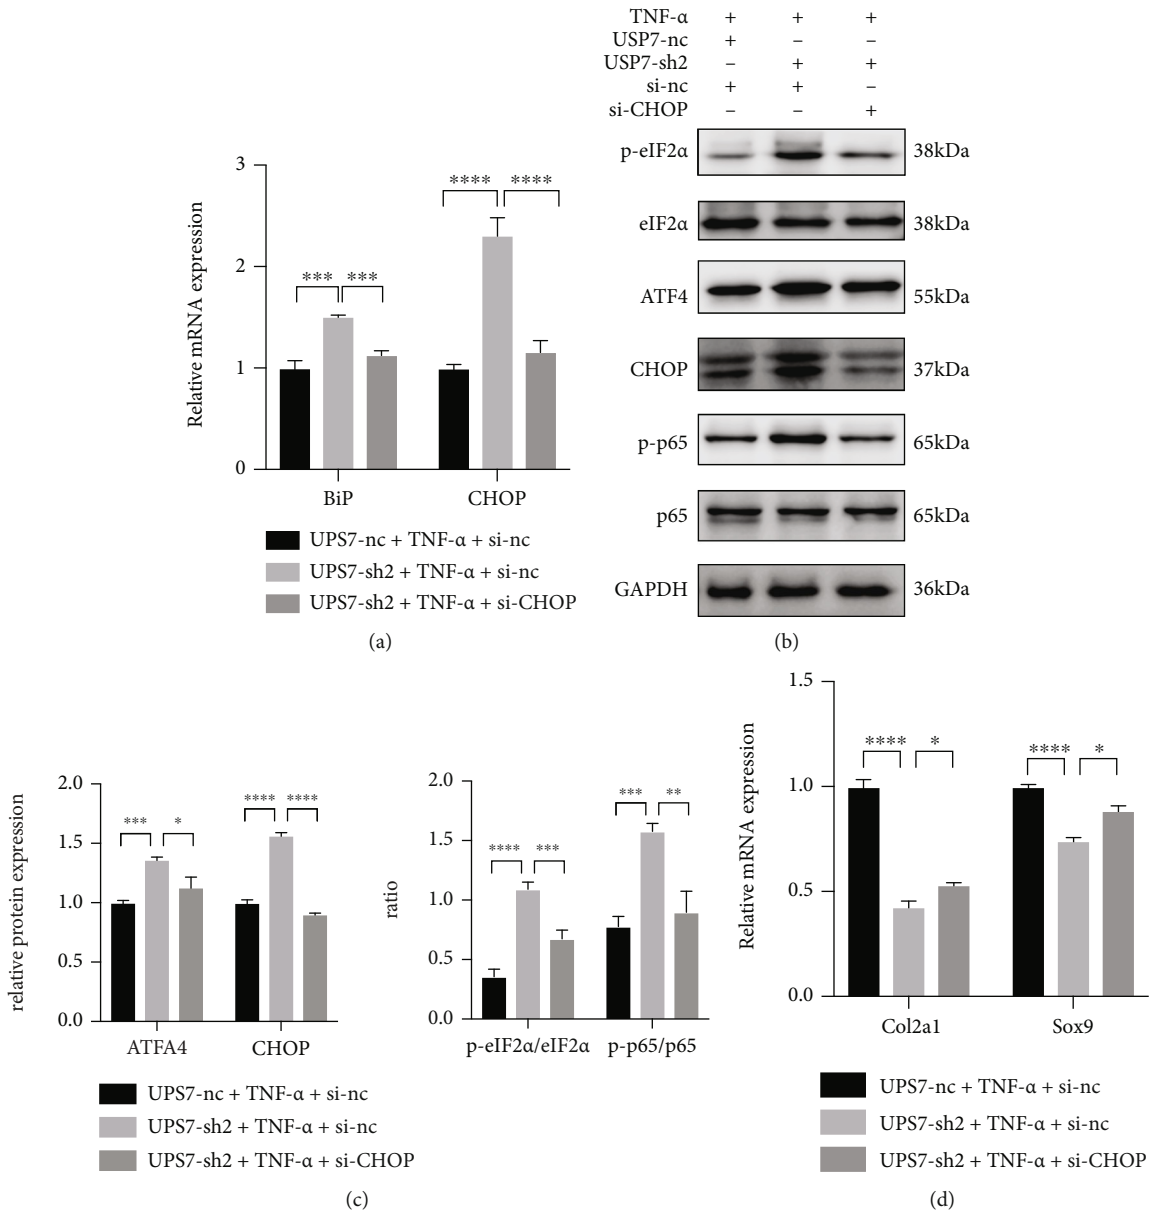 TNF-α + + +
USP7-nc + – –
USP7-sh2 – + +
si-nc + + –
si-CHOP – – +
p-eIF2α 38kDa
eIF2α 38kDa
ATF4 55kDa
CHOP 37kDa
p-p65 65kDa
p65 65kDa
GAPDH 36kDa
(b)
Relative mRNA expression
3
2
1
0
*** ***
**** ****
BiP CHOP
UPS7-nc + TNF-α + si-nc
UPS7-sh2 + TNF-α + si-nc
UPS7-sh2 + TNF-α + si-CHOP
(a)
relative protein expression
2.0
1.5
1.0
0.5
0.0
*** *
**** ****
ATFA4 CHOP
ratio
2.0
1.5
1.0
0.5
0.0
**** ***
*** **
p-eIF2α/eIF2α p-p65/p65
UPS7-nc + TNF-α + si-nc
UPS7-sh2 + TNF-α + si-nc
UPS7-sh2 + TNF-α + si-CHOP
(c)
Relative mRNA expression
1.5
1.0
0.5
0.0
**** *
**** *
Col2a1 Sox9
UPS7-nc + TNF-α + si-nc
UPS7-sh2 + TNF-α + si-nc
UPS7-sh2 + TNF-α + si-CHOP
(d)